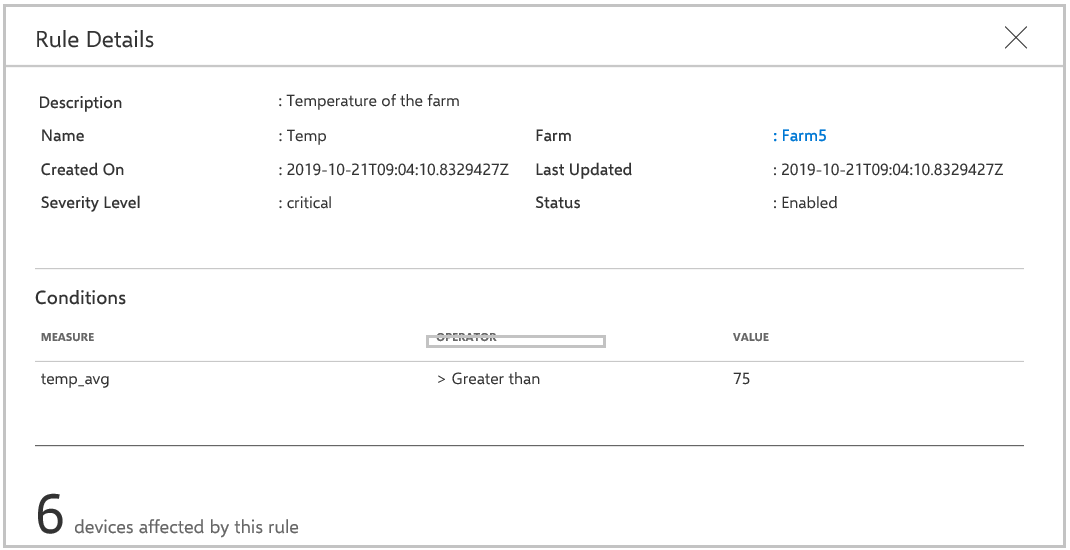 Rule Details
Description : Temperature of the farm
Name : Temp Farm : Farm5
Created On : 2019-10-21T09:04:10.8329427Z Last Updated : 2019-10-21T09:04:10.8329427Z
Severity Level : critical Status : Enabled
Conditions
MEASURE OPERATOR VALUE
temp_avg > Greater than 75
6 devices affected by this rule